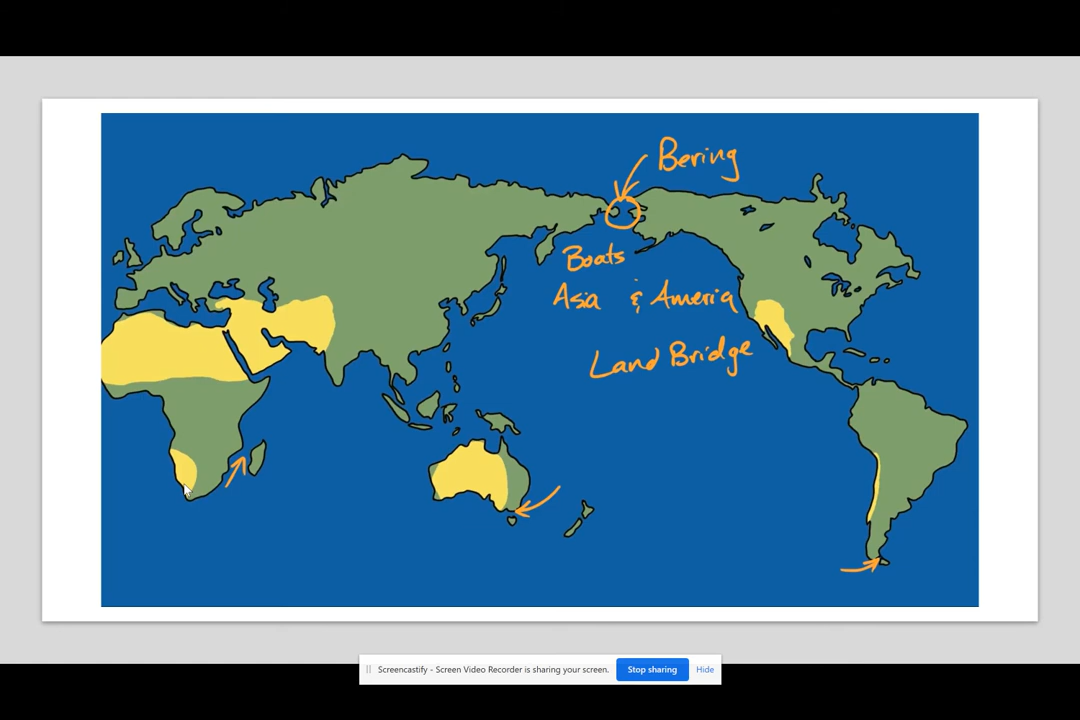 Bering
Boats
Asia & America
Land Bridge
Screencastify - Screen Video Recorder is sharing your screen.
Stop sharing
Hide